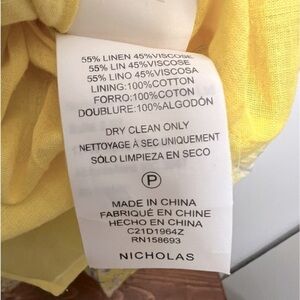 55% LINEN 45%VISCOSE
55% LIN 45%VISCOSE
55% LINO 45%VISCOSA
LINING:100%COTTON
FORRO:100%COTON
DOUBLURE:100%ALGODÓN
DRY CLEAN ONLY
NETTOYAGE À SEC UNIQUEMENT
SÓLO LIMPIEZA EN SECO
P
MADE IN CHINA
FABRIQUÉ EN CHINE
HECHO EN CHINA
C21D1964Z
RN158693
NICHOLAS